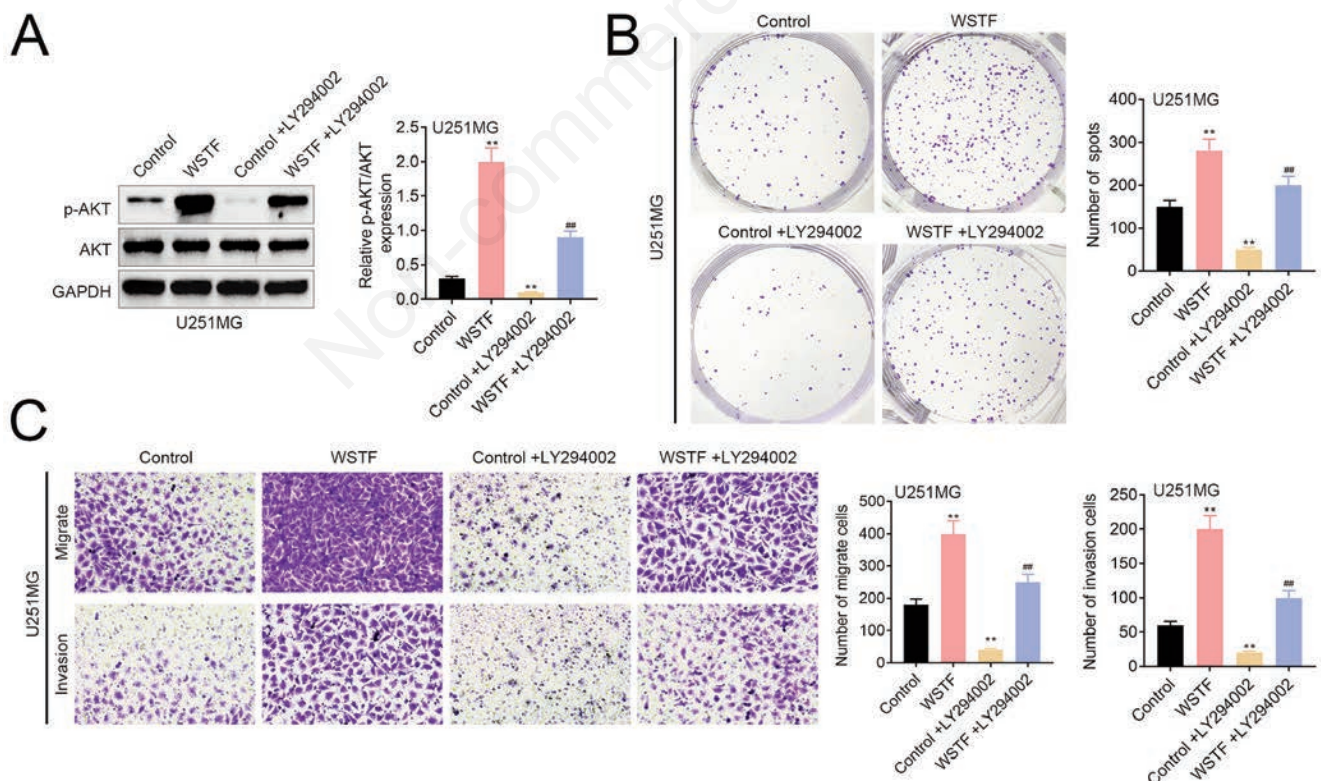 A
Control
WSTF
Control +LY294002
WSTF +LY294002
p-AKT
AKT
GAPDH
U251MG
Relative p-AKT/AKT
expression
U251MG
2.5
2.0
1.5
1.0
0.5
0.0
**
**
##
Control
WSTF
Control +LY294002
WSTF +LY294002
Non-commerc
B
U251MG
Control
WSTF
Control +LY294002
WSTF +LY294002
Number of spots
U251MG
400
300
200
100
0
**
**
##
Control
WSTF
Control +LY294002
WSTF +LY294002
C
U251MG
Control
WSTF
Control +LY294002
WSTF +LY294002
Migrate
Invasion
Number of migrate cells
U251MG
500
400
300
200
100
0
**
**
##
Control
WSTF
Control +LY294002
WSTF +LY294002
Number of invasion cells
U251MG
250
200
150
100
50
0
**
**
##
Control
WSTF
Control +LY294002
WSTF +LY294002